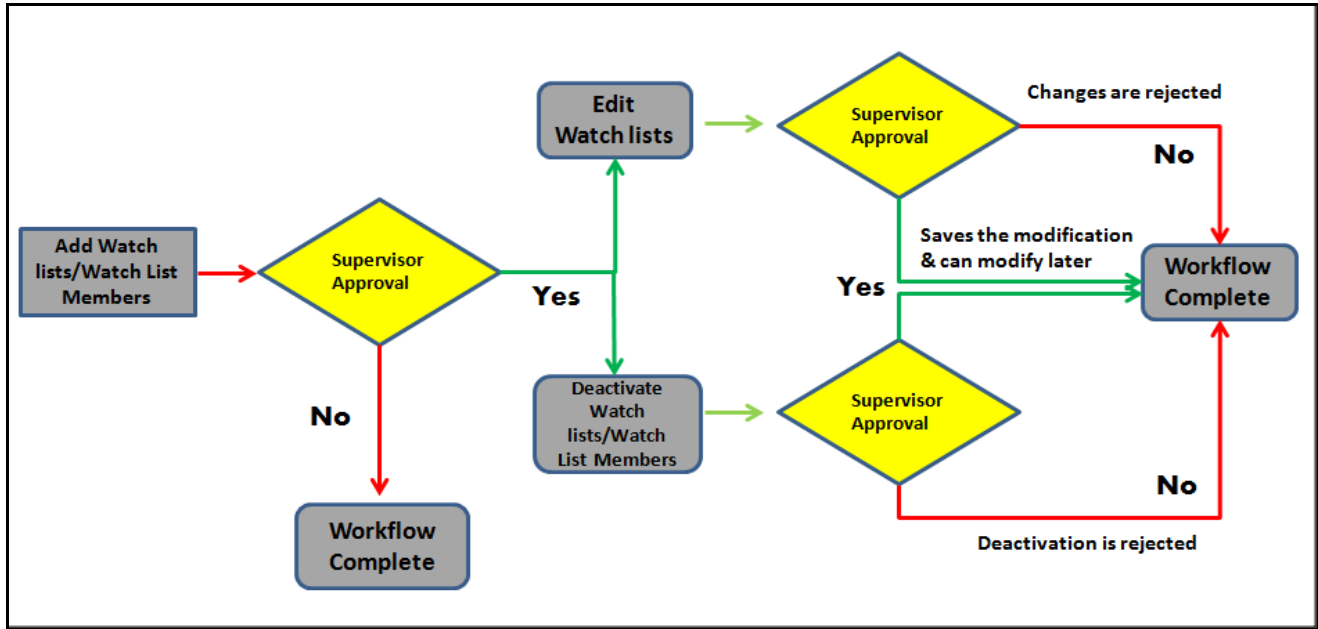 Add Watch
lists/Watch List
Members
Supervisor
Approval
No
Workflow
Complete
Yes
Edit
Watch lists
Deactivate
Watch
lists/Watch
List Members
Supervisor
Approval
Changes are rejected
No
Saves the modification
& can modify later
Yes
Workflow
Complete
Supervisor
Approval
No
Deactivation is rejected